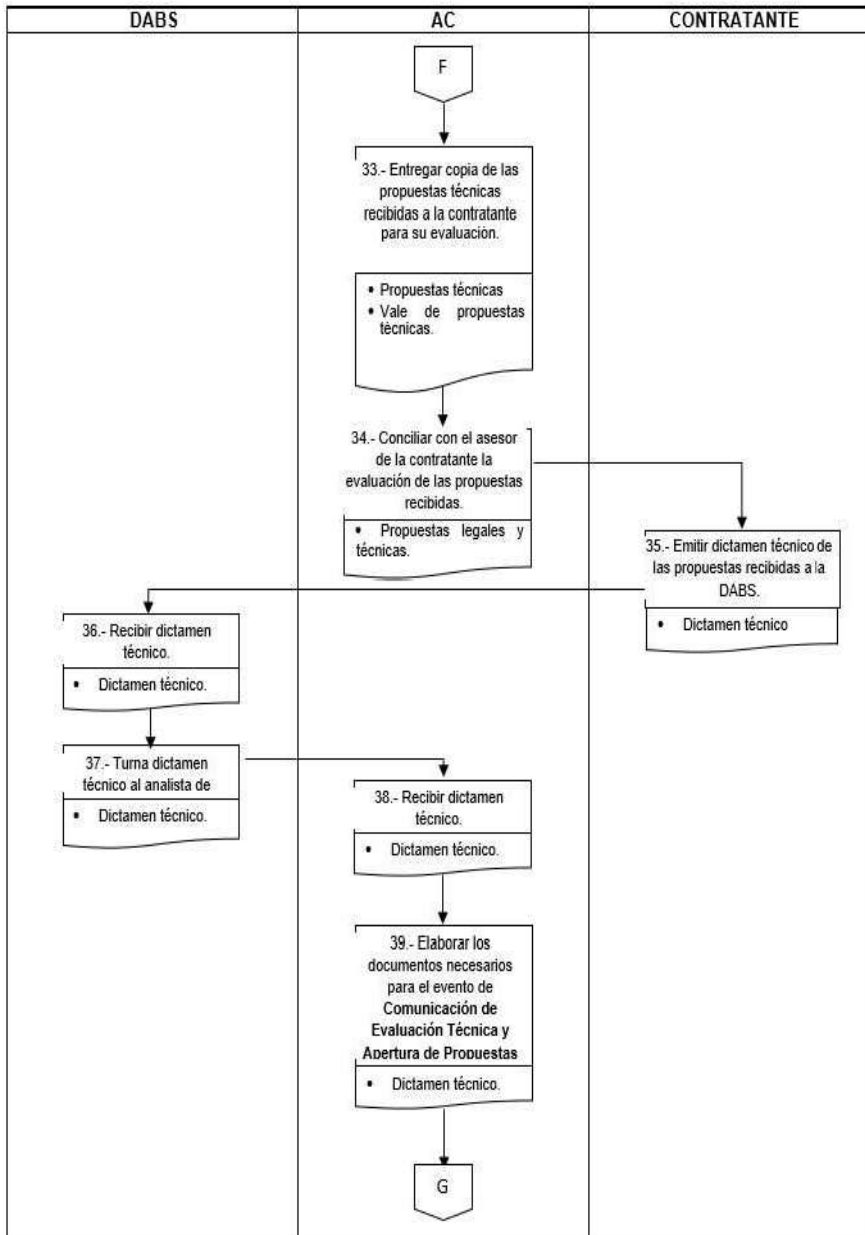 DABS
AC
CONTRATANTE
F
33.- Entregar copia de las
propuestas técnicas
recibidas a la contratante
para su evaluación.
• Propuestas técnicas
• Vale de propuestas
técnicas.
34.- Conciliar con el asesor
de la contratante la
evaluación de las propuestas
recibidas.
• Propuestas legales y
técnicas.
35.- Emitir dictamen técnico de
las propuestas recibidas a la
DABS.
• Dictamen técnico
36.- Recibir dictamen
técnico.
• Dictamen técnico.
37.- Turna dictamen
técnico al analista de
• Dictamen técnico.
38.- Recibir dictamen
técnico.
• Dictamen técnico.
39.- Elaborar los
documentos necesarios
para el evento de
Comunicación de
Evaluación Técnica y
Apertura de Propuestas
• Dictamen técnico.
G